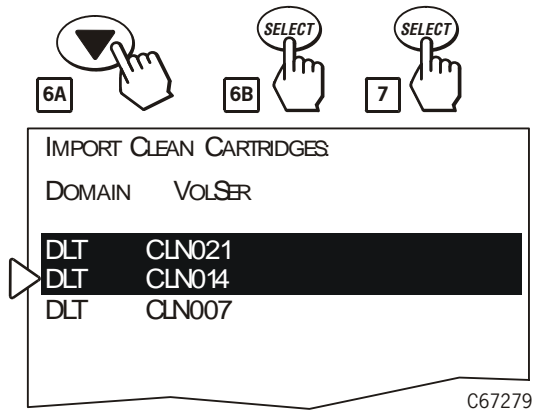 SELECT SELECT
6A 6B 7
IMPORT CLEAN CARTRIDGES:
DOMAIN VOLSER
DLT CLN021
DLT CLN014
DLT CLN007
C67279